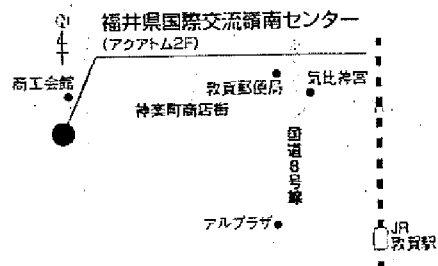 福井県国際交流嶺南センター
(アクアトム2F)
商工会館
敦賀郵便局
気比神宮
神楽町商店街
国道8号線
アルプラザ
JR
敦賀駅